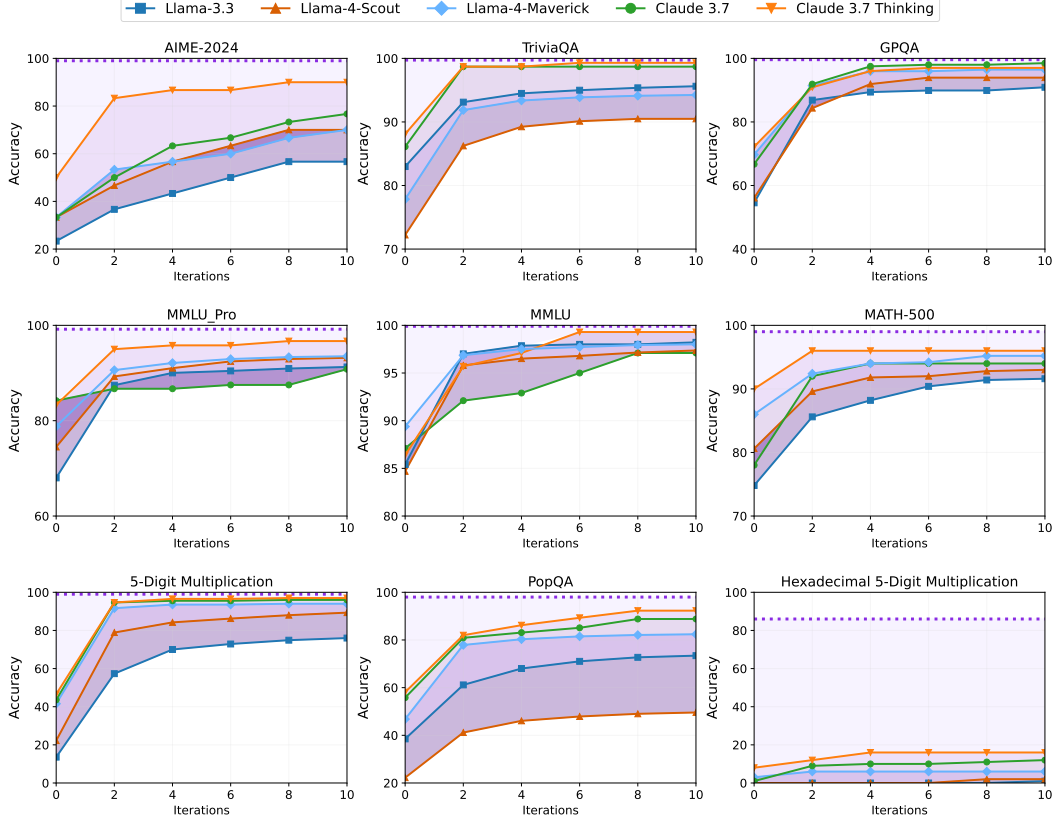 Llama-3.3 Llama-4-Scout Llama-4-Maverick Claude 3.7 Claude 3.7 Thinking
AIME-2024
100
80
60
40
20
Accuracy
0 2 4 6 8 10
Iterations
TriviaQA
100
90
80
70
Accuracy
0 2 4 6 8 10
Iterations
GPQA
100
80
60
40
Accuracy
0 2 4 6 8 10
Iterations
MMLU_Pro
100
80
60
Accuracy
0 2 4 6 8 10
Iterations
MMLU
100
95
90
85
80
Accuracy
0 2 4 6 8 10
Iterations
MATH-500
100
90
80
70
Accuracy
0 2 4 6 8 10
Iterations
5-Digit Multiplication
100
80
60
40
20
0
Accuracy
0 2 4 6 8 10
Iterations
PopQA
100
80
60
40
20
Accuracy
0 2 4 6 8 10
Iterations
Hexadecimal 5-Digit Multiplication
100
80
60
40
20
0
Accuracy
0 2 4 6 8 10
Iterations